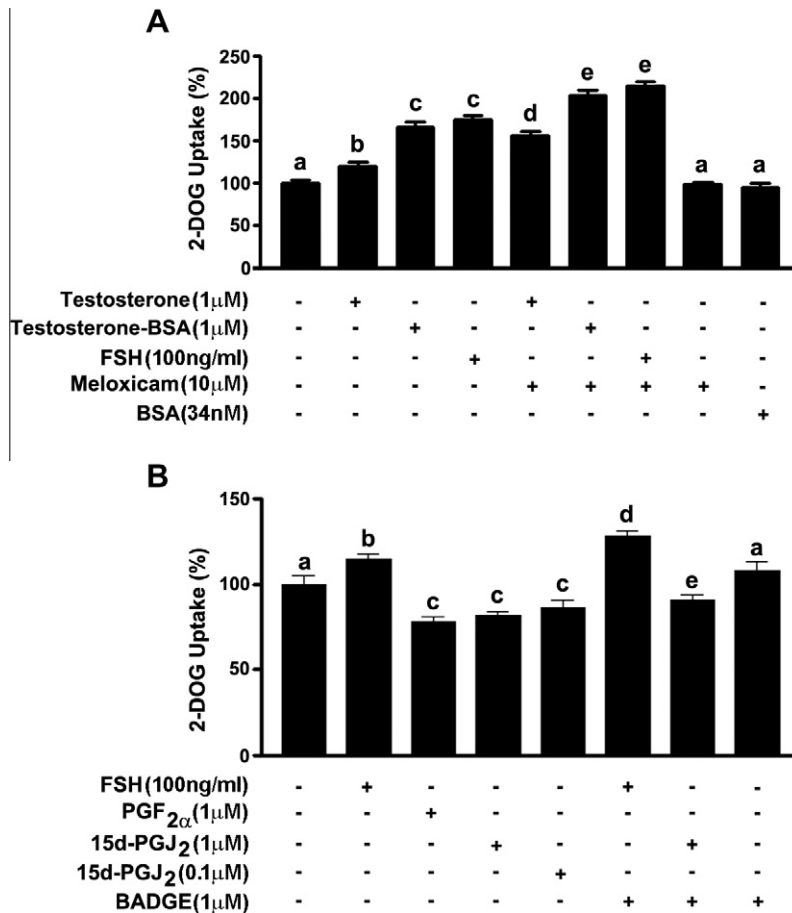 A
2-DOG Uptake (%)
250
200
150
100
50
0
a b c c d e e a a
Testosterone(1μM) - + - - + - - - -
Testosterone-BSA(1μM) - - + - - + - - -
FSH(100ng/ml) - - - + - - + - -
Meloxicam(10μM) - - - - + + + + -
BSA(34nM) - - - - - - - - +
B
2-DOG Uptake (%)
150
100
50
0
a b c c c d e a
FSH(100ng/ml) - + - - - + - -
PGF2α(1μM) - - + - - - - -
15d-PGJ2(1μM) - - - + - - + -
15d-PGJ2(0.1μM) - - - - + - - -
BADGE(1μM) - - - - - + + +